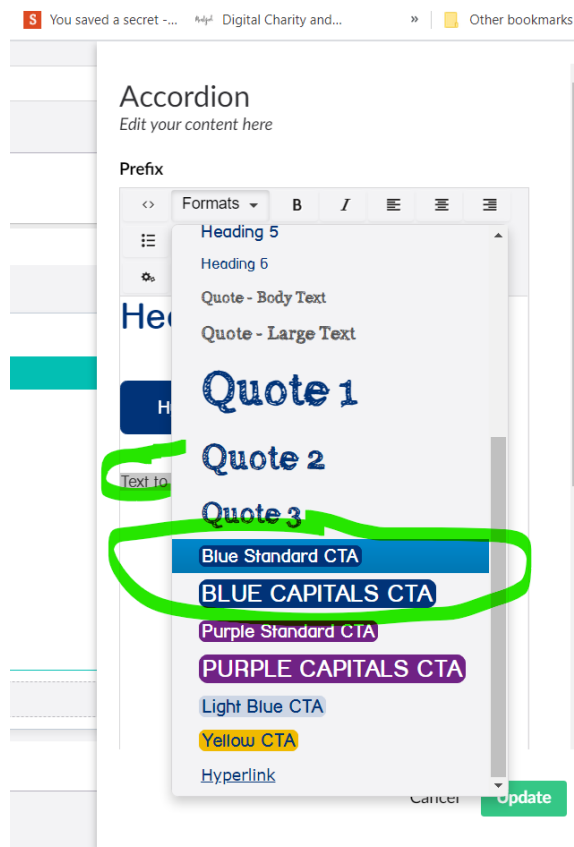 S You saved a secret -... Digital Charity and... » Other bookmarks
Accordion
Edit your content here
Prefix
<> Formats B I
Heading 5
Heading 6
Quote - Body Text
Quote - Large Text
Quote 1
H
Quote 2
Text to
Quote 3
Blue Standard CTA
BLUE CAPITALS CTA
Purple Standard CTA
PURPLE CAPITALS CTA
Light Blue CTA
Yellow CTA
Hyperlink
Cancel Update